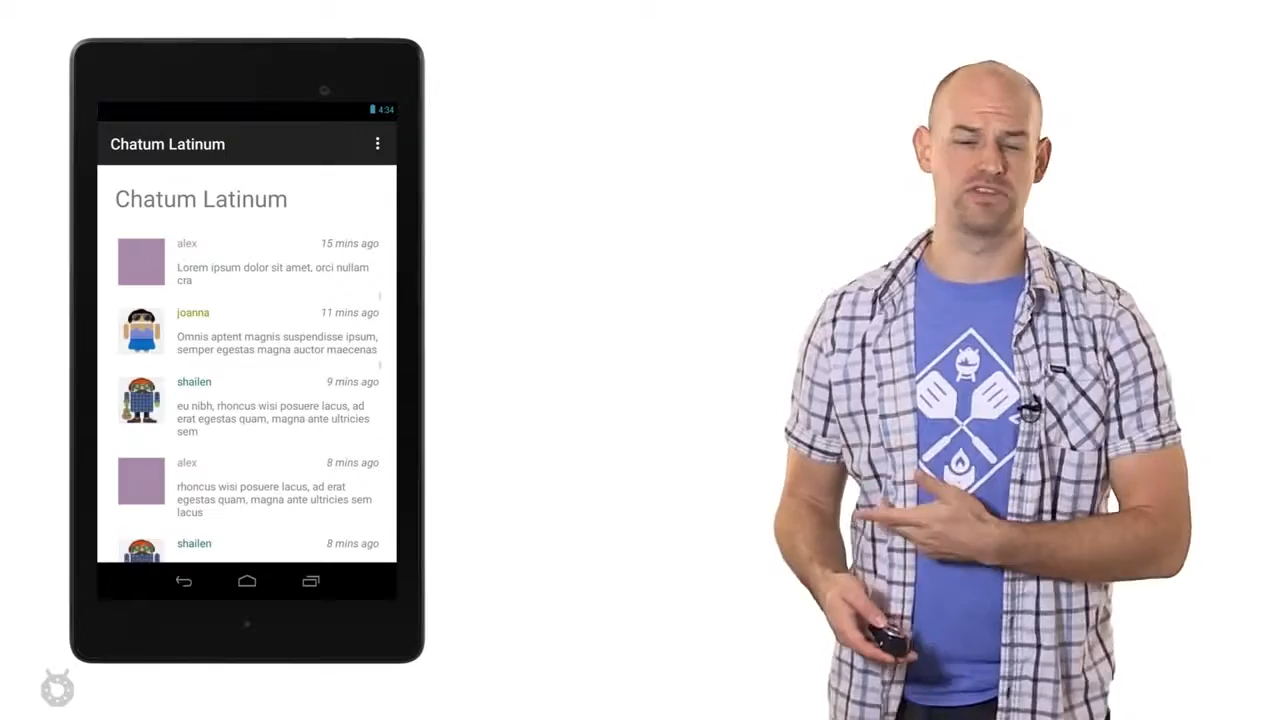 4:34
Chatum Latinum
Chatum Latinum
alex 15 mins ago
Lorem ipsum dolor sit amet, orci nullam
cra
joanna 11 mins ago
Omnis aptent magnis suspendisse ipsum,
semper egestas magna auctor maecenas
shailen 9 mins ago
eu nibh, rhoncus wisi posuere lacus, ad
erat egestas quam, magna ante ultricies
sem
alex 8 mins ago
rhoncus wisi posuere lacus, ad erat
egestas quam, magna ante ultricies sem
lacus
shailen 8 mins ago